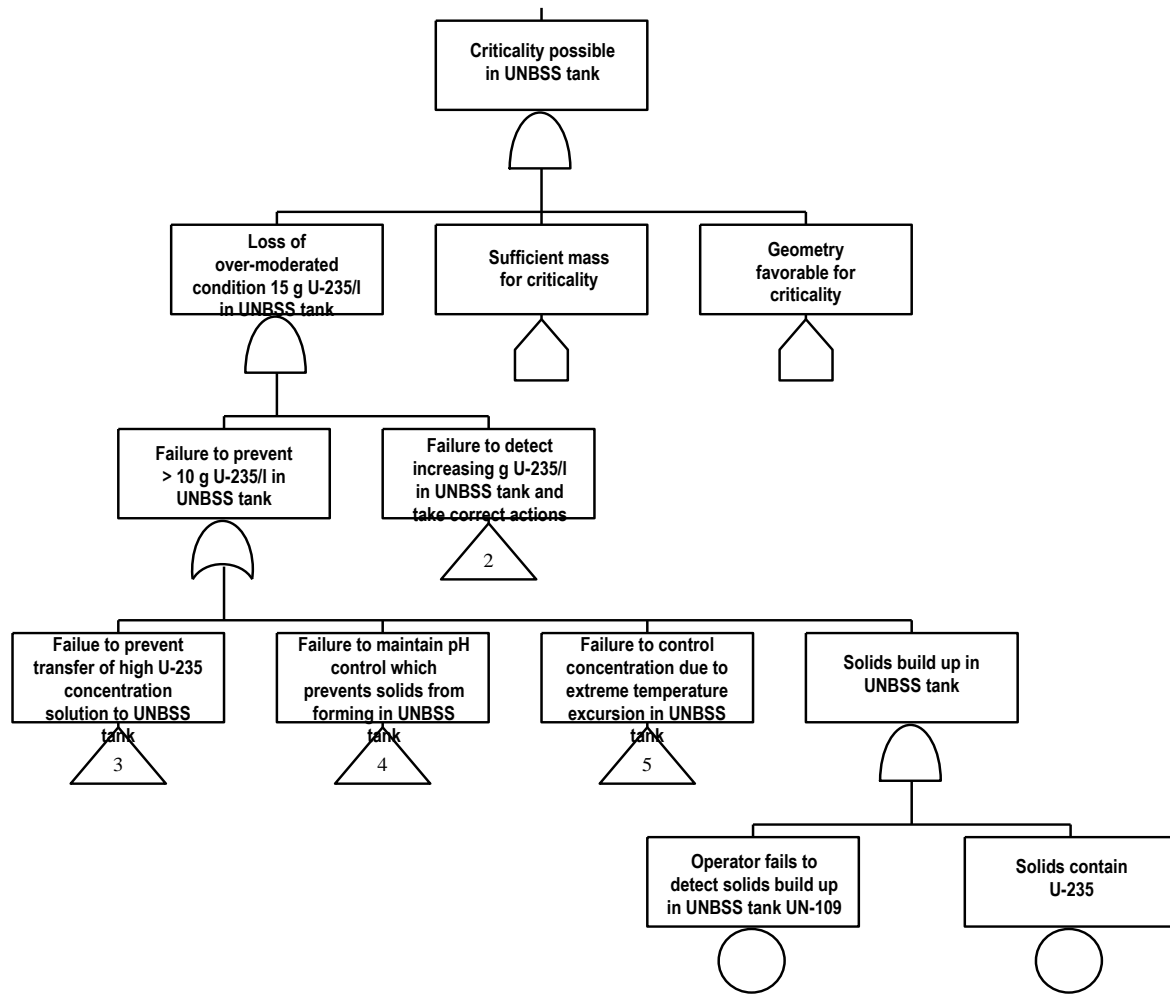 Criticality possible
in UNBSS tank
Loss of
over-moderated
condition 15 g U-235/l
in UNBSS tank
Sufficient mass
for criticality
Geometry
favorable for
criticality
Failure to prevent
> 10 g U-235/l in
UNBSS tank
Failure to detect
increasing g U-235/l
in UNBSS tank and
take correct actions
2
Failue to prevent
transfer of high U-235
concentration
solution to UNBSS
tank
3
Failure to maintain pH
control which
prevents solids from
forming in UNBSS
tank
4
Failure to control
concentration due to
extreme temperature
excursion in UNBSS
tank
5
Solids build up in
UNBSS tank
Operator fails to
detect solids build up
in UNBSS tank UN-109
Solids contain
U-235